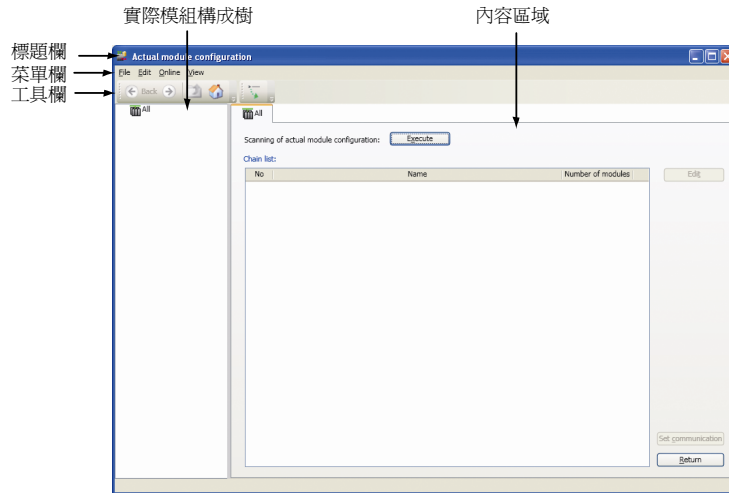 實際模組構成樹
內容區域
標題欄
Actual module configuration
菜單欄
File Edit Online View
工具欄
Back
All
All
Scanning of actual module configuration: Execute
Chain list:
No Name Number of modules
Edit
Set communication
Return